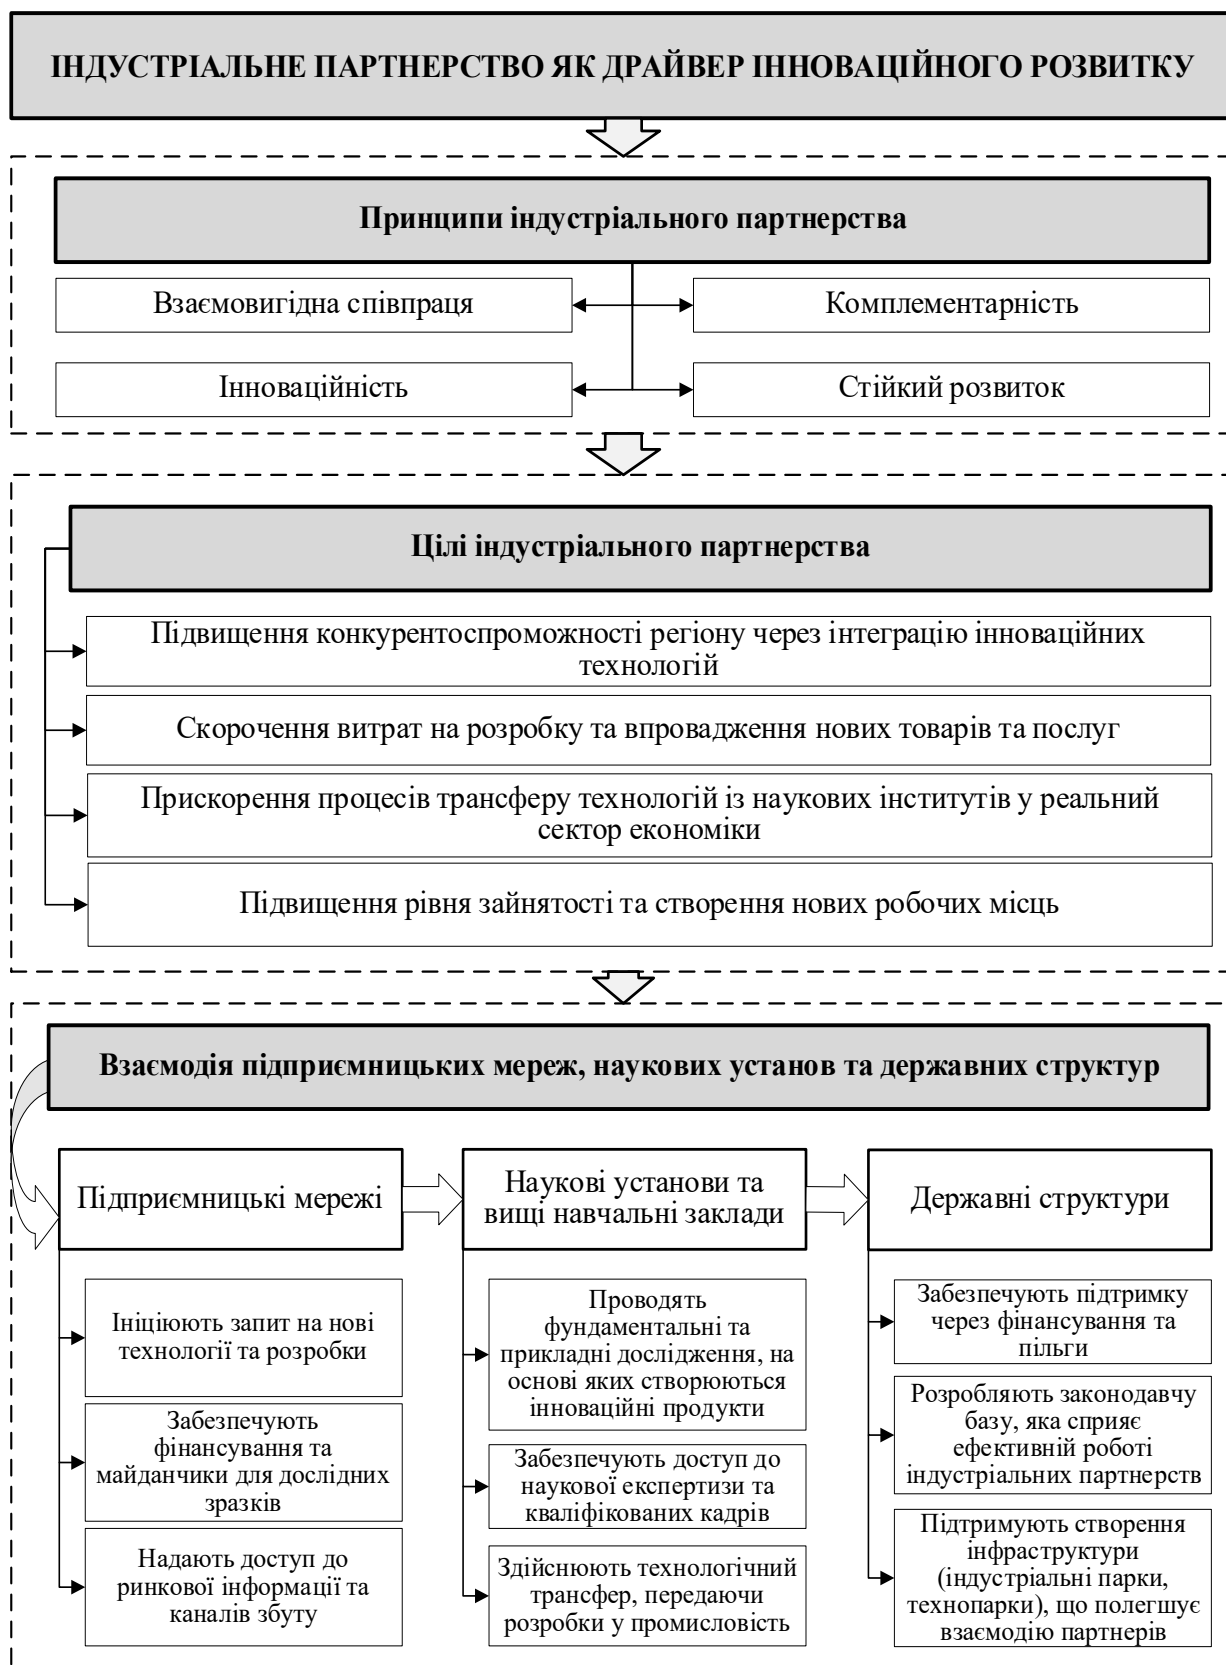 ІНДУСТРІАЛЬНЕ ПАРТНЕРСТВО ЯК ДРАЙВЕР ІННОВАЦІЙНОГО РОЗВИТКУ
Принципи індустріального партнерства
Взаємовигідна співпраця
Комплементарність
Інноваційність
Стійкий розвиток
Цілі індустріального партнерства
Підвищення конкурентоспроможності регіону через інтеграцію інноваційних
технологій
Скорочення витрат на розробку та впровадження нових товарів та послуг
Прискорення процесів трансферу технологій із наукових інститутів у реальний
сектор економіки
Підвищення рівня зайнятості та створення нових робочих місць
Взаємодія підприємницьких мереж, наукових установ та державних структур
Підприємницькі мережі
Ініціюють запит на нові
технології та розробки
Забезпечують
фінансування та
майданчики для дослідних
зразків
Надають доступ до
ринкової інформації та
каналів збуту
Наукові установи та
вищі навчальні заклади
Проводять
фундаментальні та
прикладні дослідження, на
основі яких створюються
інноваційні продукти
Забезпечують доступ до
наукової експертизи та
кваліфікованих кадрів
Здійснюють технологічний
трансфер, передаючи
розробки у промисловість
Державні структури
Забезпечують підтримку
через фінансування та
пільги
Розробляють законодавчу
базу, яка сприяє
ефективній роботі
індустріальних партнерств
Підтримують створення
інфраструктури
(індустріальні парки,
технопарки), що полегшує
взаємодію партнерів